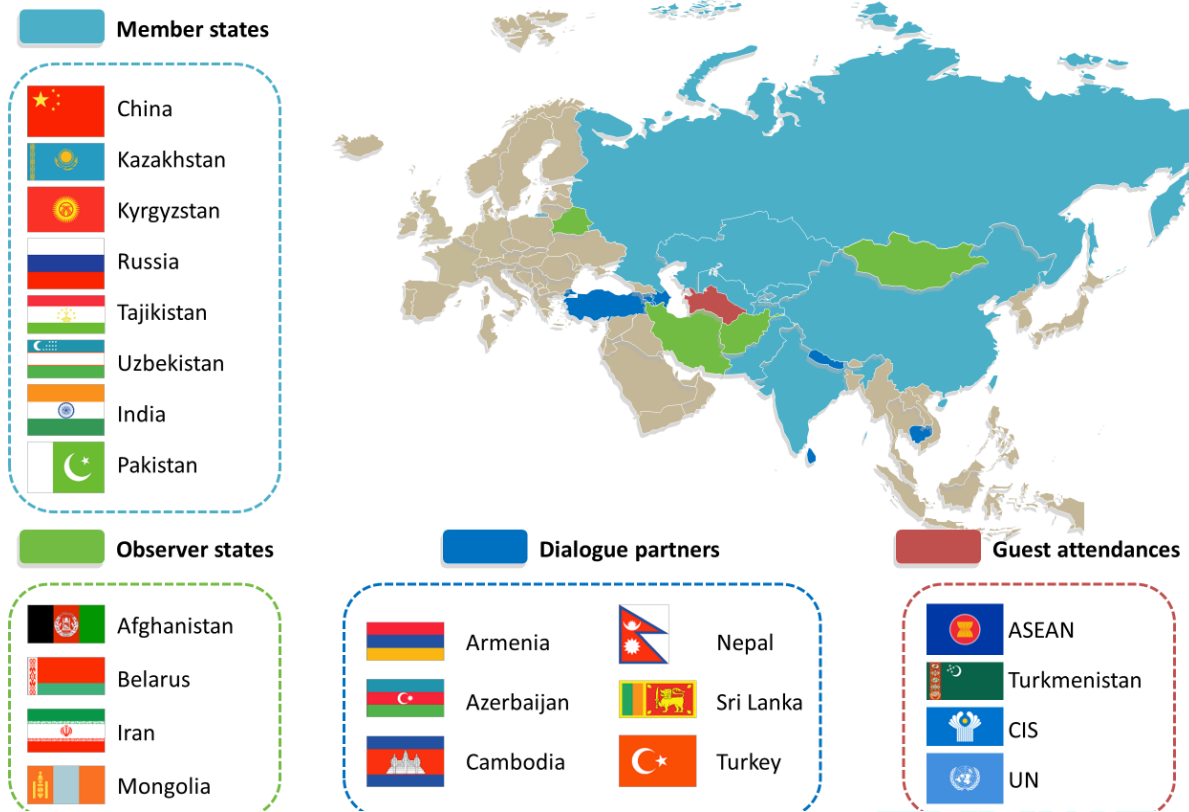 Member states
China
Kazakhstan
Kyrgyzstan
Russia
Tajikistan
Uzbekistan
India
Pakistan
Observer states
Afghanistan
Belarus
Iran
Mongolia
Dialogue partners
Armenia
Azerbaijan
Cambodia
Nepal
Sri Lanka
Turkey
Guest attendances
ASEAN
Turkmenistan
CIS
UN